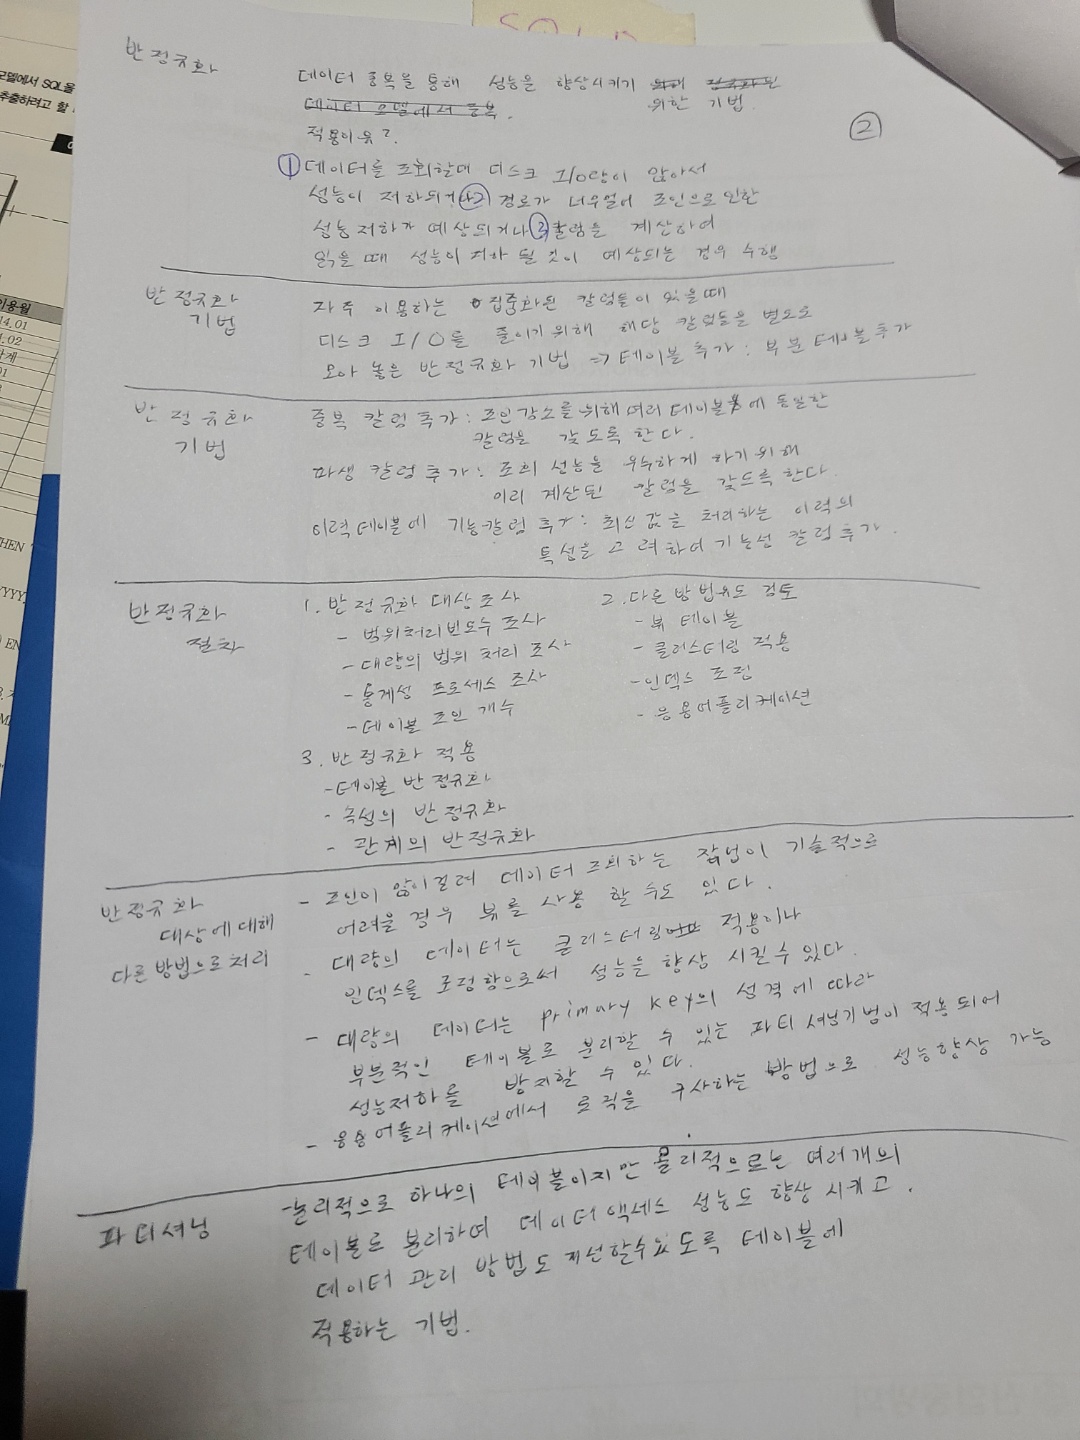 SQLD
모델에서 SQL을
추출하려고 할
이용월
14.01
4.02
HEN
YYYY
EN
반정규화
데이터 중복을 통해 성능을 향상시키기 위해 정규화된
데이터 모델에서 중복. 위한 기법.
②
적용이유?
① 데이터를 조회할때 디스크 I/O량이 많아서
성능이 저하되거나 ② 경로가 너무멀어 조인으로 인한
성능저하가 예상되거나 ③ 칼럼을 계산하여
읽을 때 성능이 저하 될 것이 예상되는 경우 수행
반정규화
기법
자주 이용하는 집중화된 칼럼들이 있을때
디스크 I/O를 줄이기 위해 해당 칼럼들을 별도로
모아 놓은 반정규화 기법 => 테이블 추가 : 부분테이블 추가
반정규화
기법
중복 칼럼 추가 : 조인감소를 위해 여러 테이블에 동일한
칼럼을 갖도록 한다.
파생 칼럼 추가 : 조회 성능을 우수하게 하기 위해
미리 계산된 칼럼을 갖도록 한다.
이력테이블에 기능칼럼 추가 : 최신 값을 처리하는 이력의
특성을 고려하여 기능성 칼럼 추가.
반정규화
절차
1. 반정규화 대상조사
- 범위처리빈도수 조사
- 대량의 범위 처리 조사
- 통계성 프로세스 조사
- 테이블 조인 개수
2. 다른 방법유도 검토
- 뷰 테이블
- 클러스터링 적용
- 인덱스 조정
- 응용어플리케이션
3. 반정규화 적용
- 테이블 반정규화
- 속성의 반정규화
- 관계의 반정규화
반정규화
대상에 대해
다른 방법으로 처리
- 조인이 많이걸려 데이터 조회하는 작업이 기술적으로
어려울 경우 뷰를 사용 할 수도 있다.
- 대량의 데이터는 클러스터링 적용이나
인덱스를 조정함으로써 성능을 향상 시킬수 있다.
- 대량의 데이터는 primary key의 성격에 따라
부분적인 테이블로 분리할 수 있는 파티셔닝기법이 적용되어
성능저하를 방지할 수 있다.
- 응용어플리케이션에서 로직을 구사하는 방법으로 성능향상 가능
파티셔닝
- 논리적으로 하나의 테이블이지만 물리적으로는 여러개의
테이블로 분리하여 데이터 액세스 성능도 향상 시키고.
데이터 관리 방법도 개선할수있도록 테이블에
적용하는 기법.